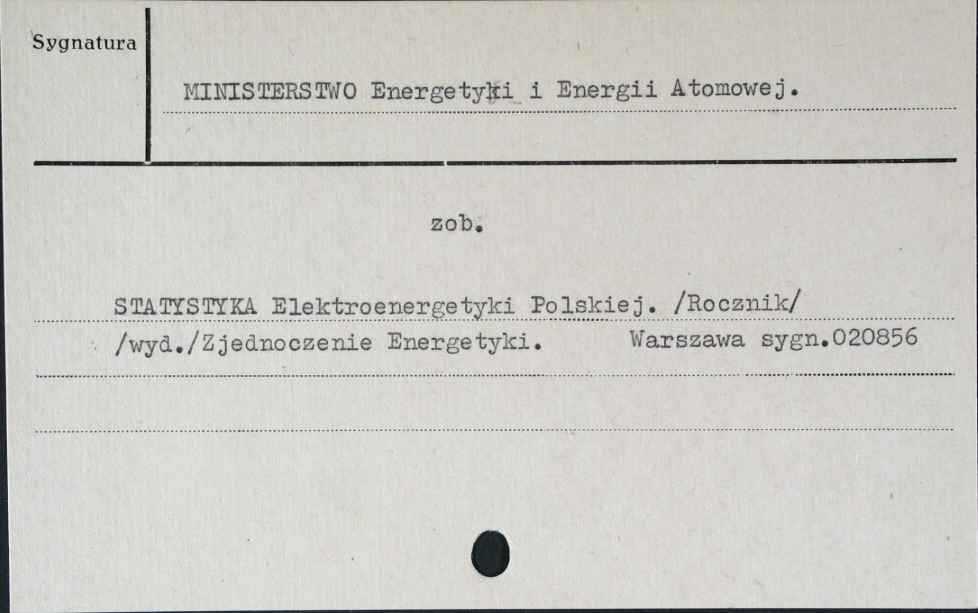 Sygnatura
MINISTERSTWO Energetyki i Energii Atomowej.
zob.
STATYSTYKA Elektroenergetyki Polskiej. /Rocznik/
/wyd./Zjednoczenie Energetyki. Warszawa sygn.020856